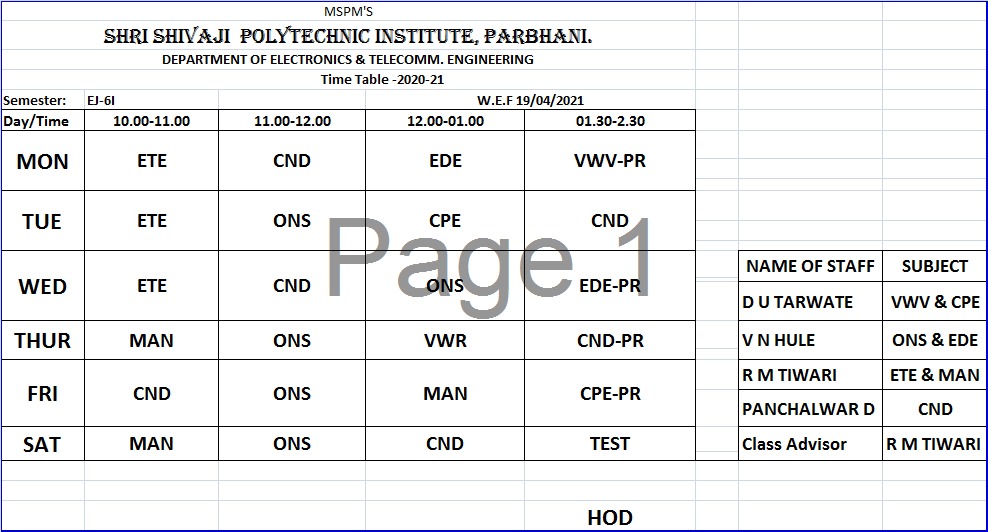 MSPM'S
SHRI SHIVAJI POLYTECHNIC INSTITUTE, PARBHANI.
DEPARTMENT OF ELECTRONICS & TELECOMM. ENGINEERING
Time Table -2020-21
Semester: EJ-6I W.E.F 19/04/2021
Day/Time 10.00-11.00 11.00-12.00 12.00-01.00 01.30-2.30
MON ETE CND EDE VWV-PR
TUE ETE ONS CPE CND
Page 1
WED ETE CND ONS EDE-PR
THUR MAN ONS VWR CND-PR
FRI CND ONS MAN CPE-PR
SAT MAN ONS CND TEST
NAME OF STAFF SUBJECT
D U TARWATE VWV & CPE
V N HULE ONS & EDE
R M TIWARI ETE & MAN
PANCHALWAR D CND
Class Advisor R M TIWARI
HOD